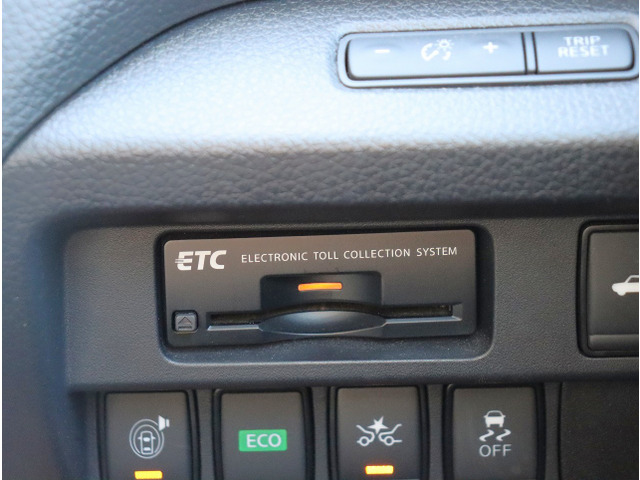 TRIP
RESET
ETC ELECTRONIC TOLL COLLECTION SYSTEM
ECO
OFF